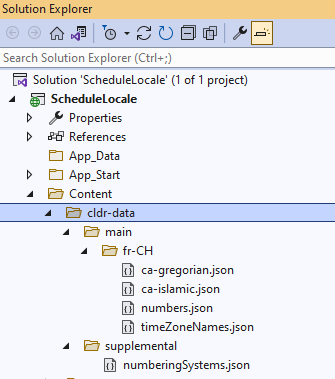 Solution Explorer
Search Solution Explorer (Ctrl+;)
Solution 'ScheduleLocale' (1 of 1 project)
ScheduleLocale
Properties
References
App_Data
App_Start
Content
cldr-data
main
fr-CH
ca-gregorian.json
ca-islamic.json
numbers.json
timeZoneNames.json
supplemental
numberingSystems.json